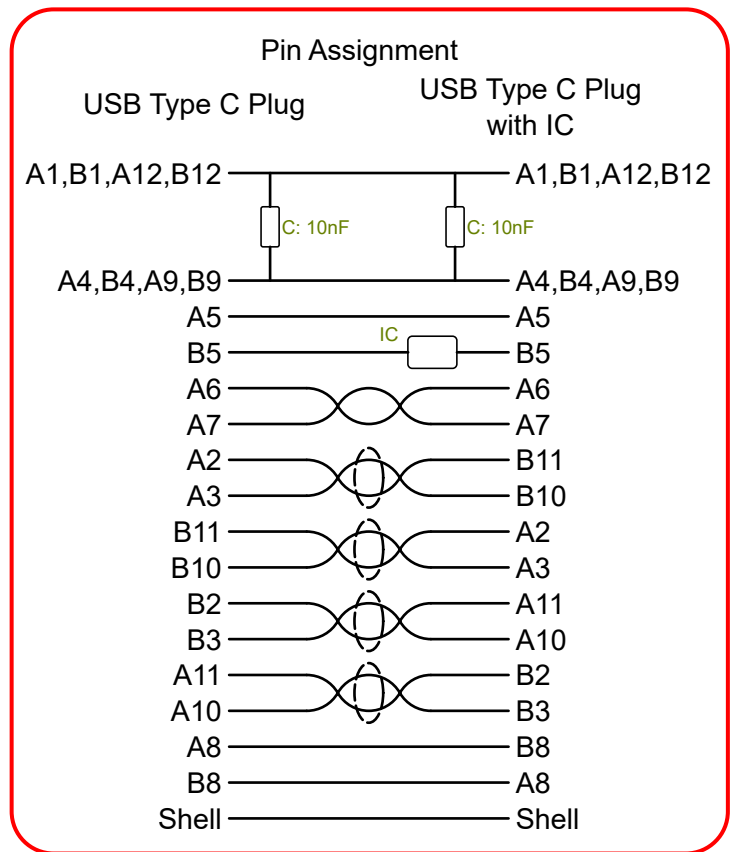 Pin Assignment
USB Type C Plug
USB Type C Plug
with IC
A1,B1,A12,B12
A1,B1,A12,B12
C: 10nF
C: 10nF
A4,B4,A9,B9
A4,B4,A9,B9
A5
A5
IC
B5
B5
A6
A6
A7
A7
A2
B11
A3
B10
B11
A2
B10
A3
B2
A11
B3
A10
A11
B2
A10
B3
A8
B8
B8
A8
Shell
Shell